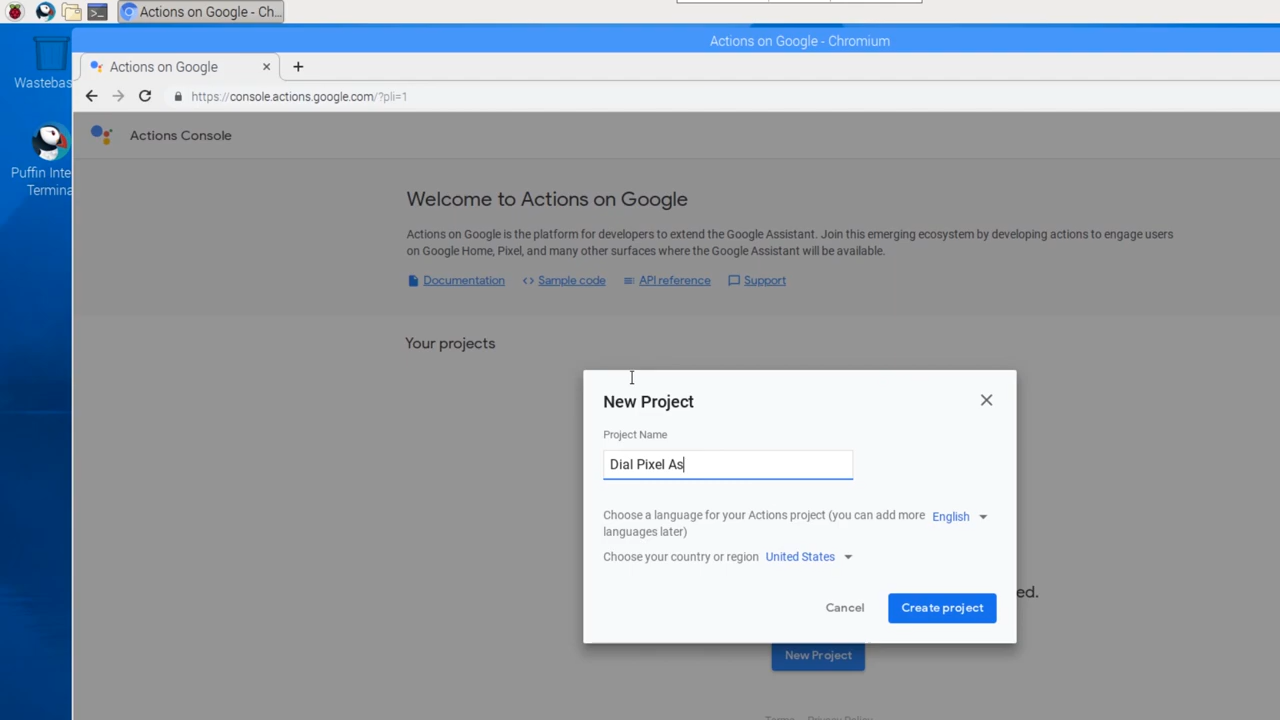 Actions on Google - Ch...
Actions on Google - Chromium
Wastebas
Actions on Google
https://console.actions.google.com/?pli=1
Actions Console
Puffin Inte
Termina
Welcome to Actions on Google
Actions on Google is the platform for developers to extend the Google Assistant. Join this emerging ecosystem by developing actions to engage users
on Google Home, Pixel, and many other surfaces where the Google Assistant will be available.
Documentation
Sample code
API reference
Support
Your projects
New Project
Project Name
Dial Pixel As
Choose a language for your Actions project (you can add more
languages later)
English
Choose your country or region United States
ed.
Cancel
Create project
New Project
Terms
Privacy Policy